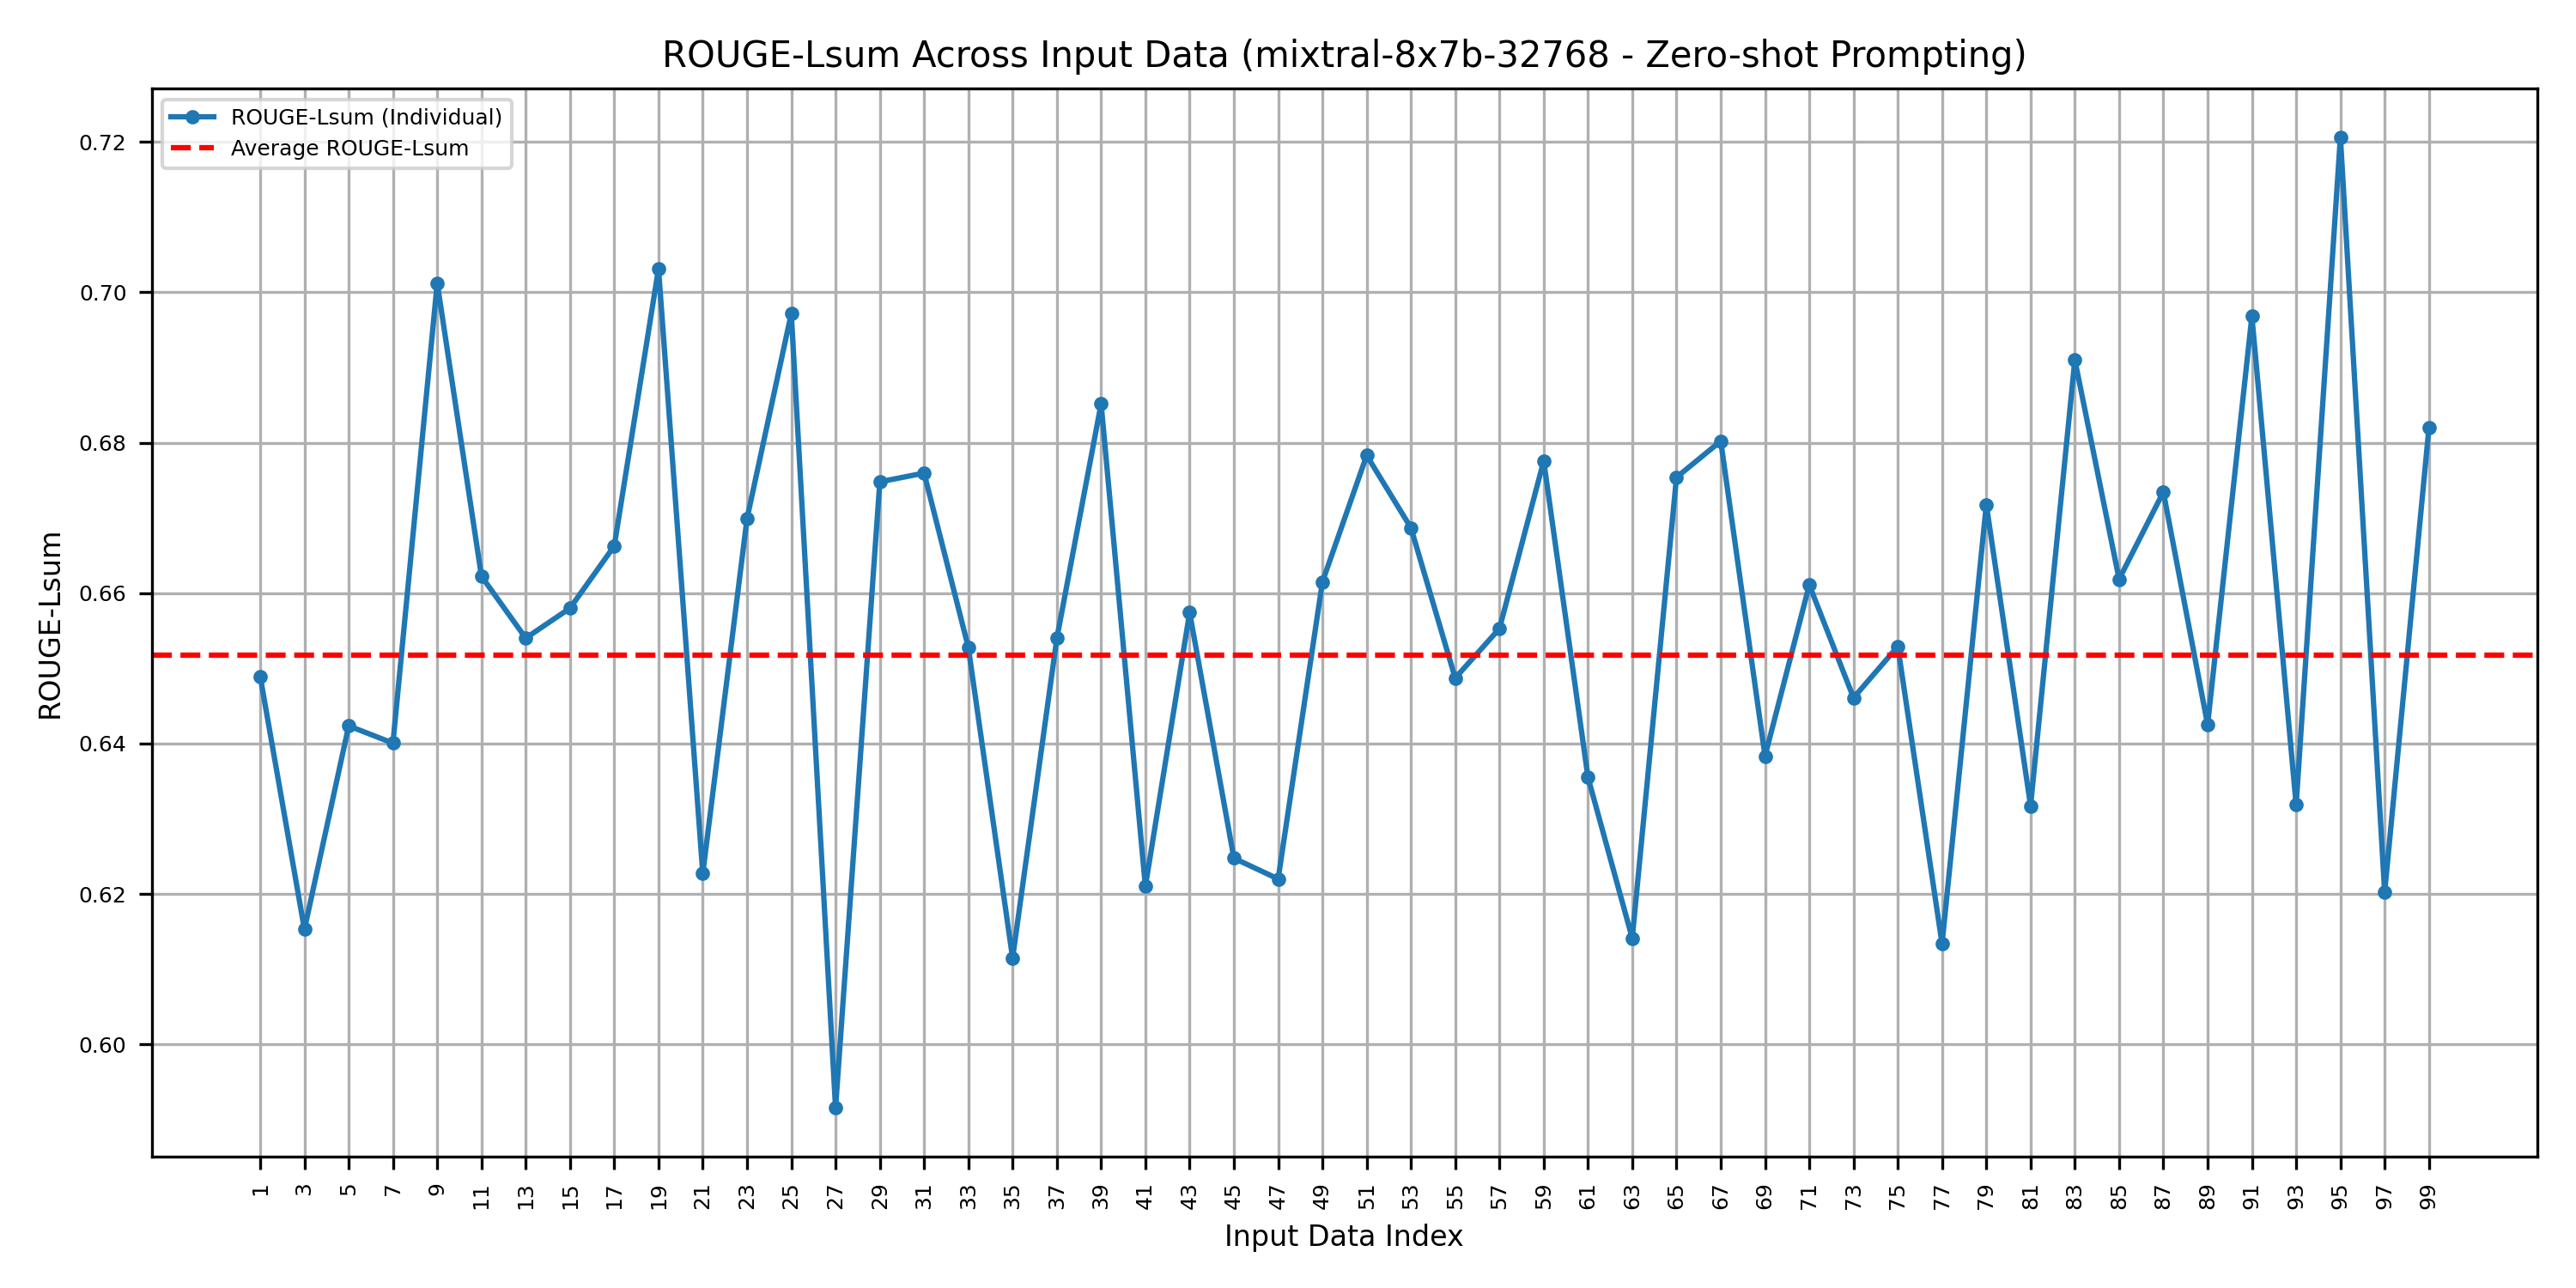 ROUGE-Lsum Across Input Data (mixtral-8x7b-32768 - Zero-shot Prompting)
ROUGE-Lsum (Individual)
Average ROUGE-Lsum
0.72
0.70
0.68
0.66
0.64
0.62
0.60
ROUGE-Lsum
1 3 5 7 9 11 13 15 17 19 21 23 25 27 29 31 33 35 37 39 41 43 45 47 49 51 53 55 57 59 61 63 65 67 69 71 73 75 77 79 81 83 85 87 89 91 93 95 97 99
Input Data Index